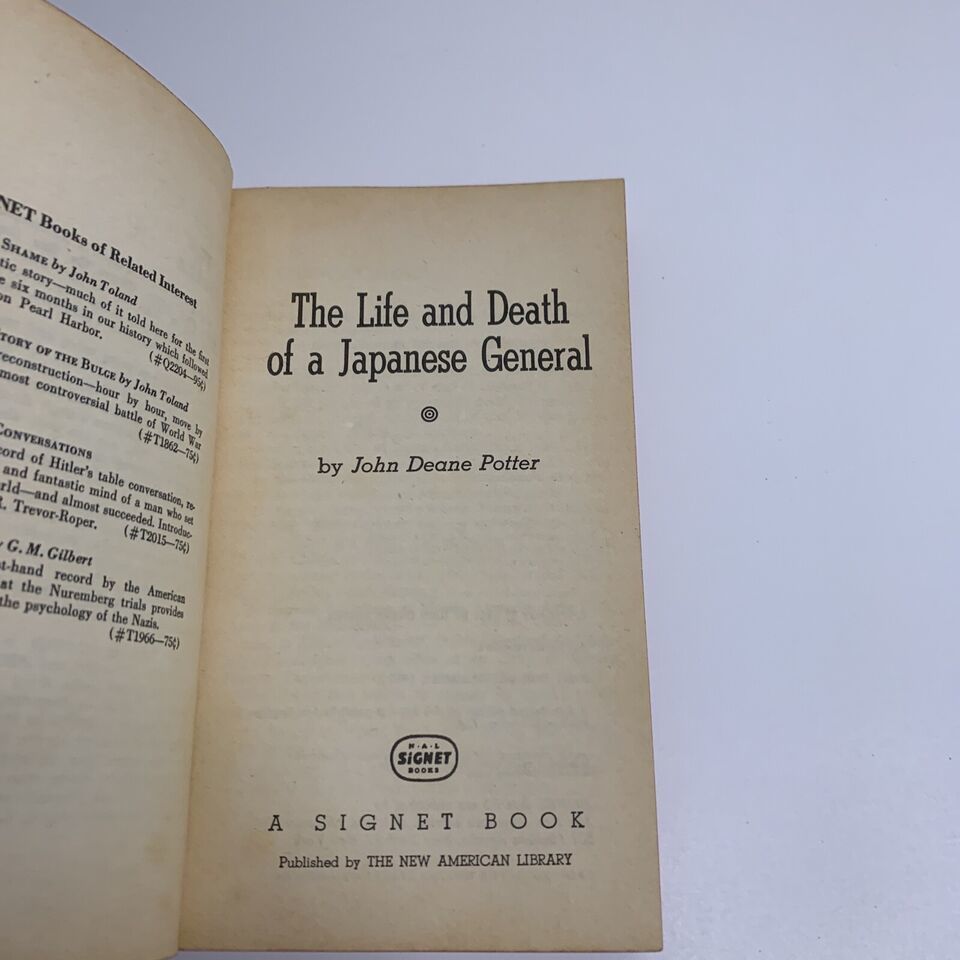 NET Books of Related Interest
SHAME by John Toland
tic story—much of it told here for the first
e six months in our history which followed
on Pearl Harbor.
(#Q2204—95¢)
TORY OF THE BULGE by John Toland
reconstruction—hour by hour, move by
most controversial battle of World War
(#T1862—75¢)
CONVERSATIONS
cord of Hitler's table conversation, re-
and fantastic mind of a man who set
rld—and almost succeeded. Introduc-
R. Trevor-Roper.
(#T2015—75¢)
y G. M. Gilbert
st-hand record by the American
at the Nuremberg trials provides
the psychology of the Nazis.
(#T1966—75¢)
The Life and Death
of a Japanese General
by John Deane Potter
N·A·L
SIGNET
BOOKS
A SIGNET BOOK
Published by THE NEW AMERICAN LIBRARY